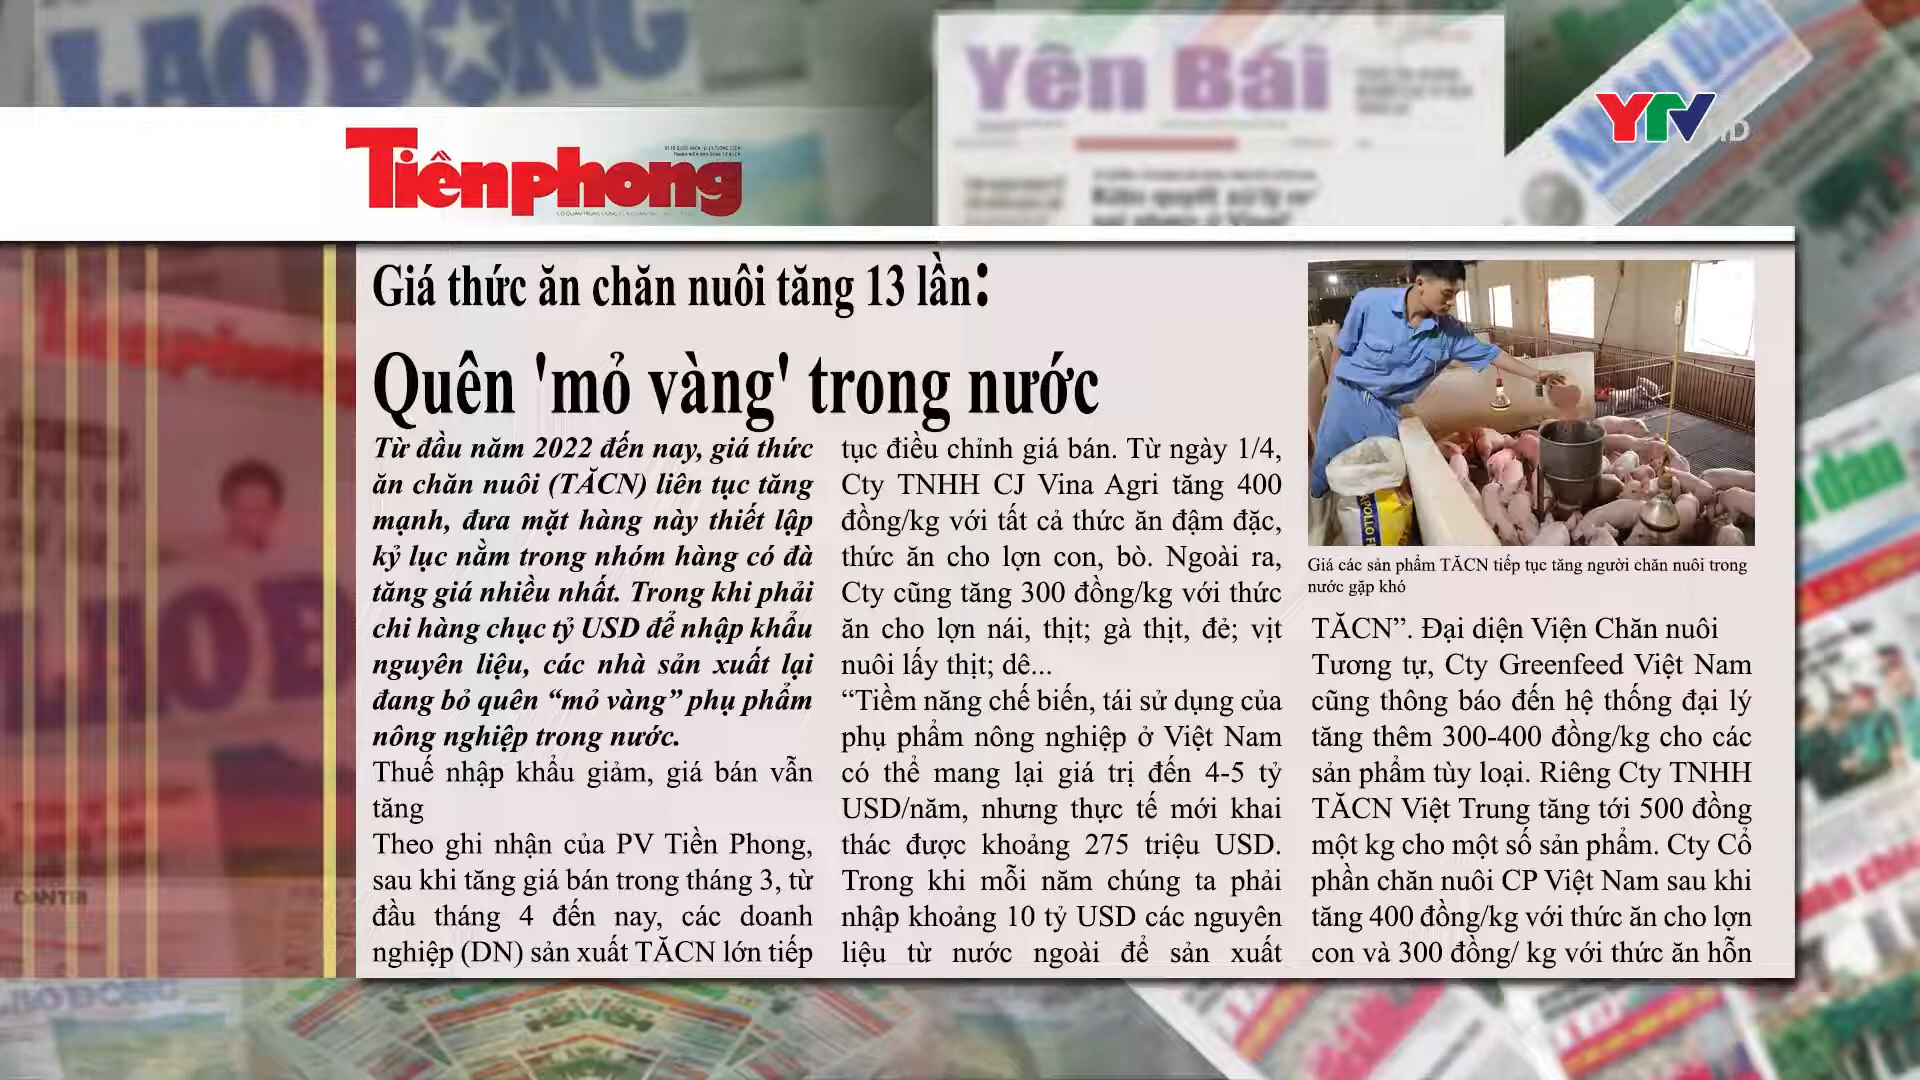 LAO ĐỘNG
Yên Bái
Nhân Dân
YTV HD
Tiền phong
Giá thức ăn chăn nuôi tăng 13 lần:
Quên 'mỏ vàng' trong nước
Từ đầu năm 2022 đến nay, giá thức
ăn chăn nuôi (TĂCN) liên tục tăng
mạnh, đưa mặt hàng này thiết lập
kỷ lục nằm trong nhóm hàng có đà
tăng giá nhiều nhất. Trong khi phải
chi hàng chục tỷ USD để nhập khẩu
nguyên liệu, các nhà sản xuất lại
đang bỏ quên “mỏ vàng” phụ phẩm
nông nghiệp trong nước.
Thuế nhập khẩu giảm, giá bán vẫn
tăng
Theo ghi nhận của PV Tiền Phong,
sau khi tăng giá bán trong tháng 3, từ
đầu tháng 4 đến nay, các doanh
nghiệp (DN) sản xuất TĂCN lớn tiếp
tục điều chỉnh giá bán. Từ ngày 1/4,
Cty TNHH CJ Vina Agri tăng 400
đồng/kg với tất cả thức ăn đậm đặc,
thức ăn cho lợn con, bò. Ngoài ra,
Cty cũng tăng 300 đồng/kg với thức
ăn cho lợn nái, thịt; gà thịt, đẻ; vịt
nuôi lấy thịt; dê...
“Tiềm năng chế biến, tái sử dụng của
phụ phẩm nông nghiệp ở Việt Nam
có thể mang lại giá trị đến 4-5 tỷ
USD/năm, nhưng thực tế mới khai
thác được khoảng 275 triệu USD.
Trong khi mỗi năm chúng ta phải
nhập khoảng 10 tỷ USD các nguyên
liệu từ nước ngoài để sản xuất
Giá các sản phẩm TĂCN tiếp tục tăng người chăn nuôi trong
nước gặp khó
TĂCN”. Đại diện Viện Chăn nuôi
Tương tự, Cty Greenfeed Việt Nam
cũng thông báo đến hệ thống đại lý
tăng thêm 300-400 đồng/kg cho các
sản phẩm tùy loại. Riêng Cty TNHH
TĂCN Việt Trung tăng tới 500 đồng
một kg cho một số sản phẩm. Cty Cổ
phần chăn nuôi CP Việt Nam sau khi
tăng 400 đồng/kg với thức ăn cho lợn
con và 300 đồng/ kg với thức ăn hỗn